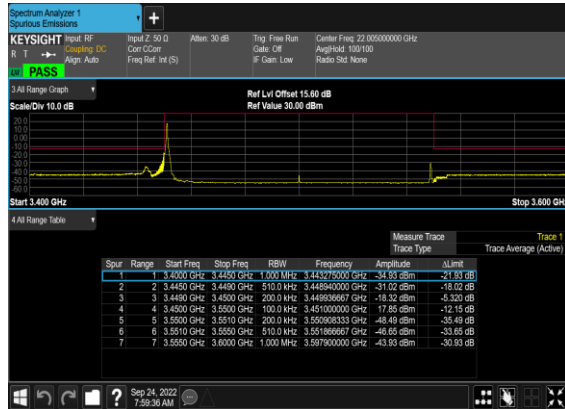 Spectrum Analyzer 1
Spurious Emissions
KEYSIGHT Input: RF Input Z: 50 Ω Atten: 30 dB Trig: Free Run Center Freq: 22.005000000 GHz
R T Coupling: DC Corr CCorr Gate: Off Avg|Hold: 100/100
Align: Auto Freq Ref: Int (S) IF Gain: Low Radio Std: None
PASS
3 All Range Graph
Ref Lvl Offset 15.60 dB
Scale/Div 10.0 dB Ref Value 30.00 dBm
20.0
10.0
0.00
-10.0
-20.0
-30.0
-40.0
-50.0
-60.0
Start 3.400 GHz Stop 3.600 GHz
4 All Range Table
Measure Trace Trace 1
Trace Type Trace Average (Active)
Spur Range Start Freq Stop Freq RBW Frequency Amplitude ΔLimit
1 1 3.4000 GHz 3.4450 GHz 1.000 MHz 3.443275000 GHz -34.93 dBm -21.93 dB
2 2 3.4450 GHz 3.4490 GHz 510.0 kHz 3.448940000 GHz -31.02 dBm -18.02 dB
3 3 3.4490 GHz 3.4500 GHz 200.0 kHz 3.449936667 GHz -18.32 dBm -5.320 dB
4 4 3.4500 GHz 3.5500 GHz 100.0 kHz 3.451000000 GHz 17.85 dBm -12.15 dB
5 5 3.5500 GHz 3.5510 GHz 200.0 kHz 3.550908333 GHz -48.49 dBm -35.49 dB
6 6 3.5510 GHz 3.5550 GHz 510.0 kHz 3.551866667 GHz -46.65 dBm -33.65 dB
7 7 3.5550 GHz 3.6000 GHz 1.000 MHz 3.597900000 GHz -43.93 dBm -30.93 dB
Sep 24, 2022
7:59:36 AM